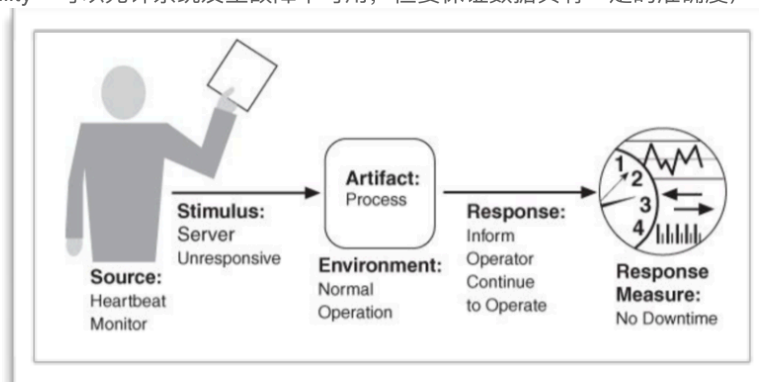 Stimulus:
Server
Unresponsive
Source:
Heartbeat
Monitor
Artifact:
Process
Environment:
Normal
Operation
Response:
Inform
Operator
Continue
to Operate
1
2
3
4
Response
Measure:
No Downtime